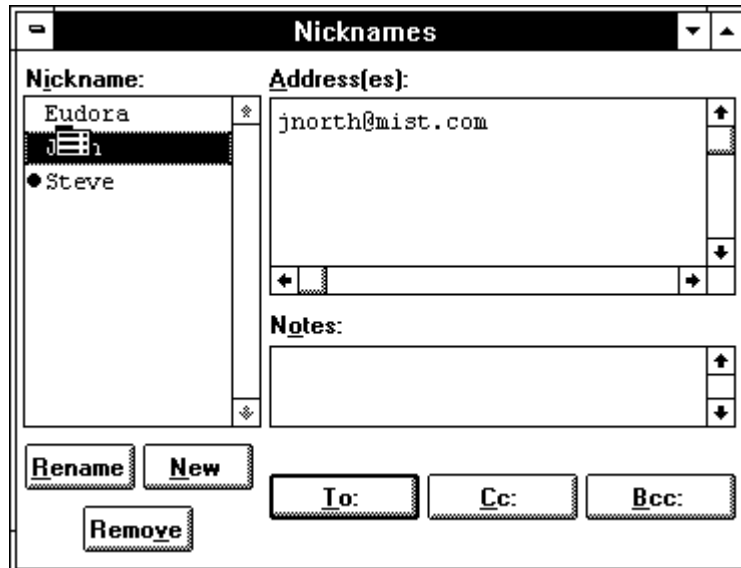 Nicknames
Nickname:
Address(es):
Eudora
Steve
jnorth@mist.com
Notes:
Rename
New
Remove
To:
Cc:
Bcc: